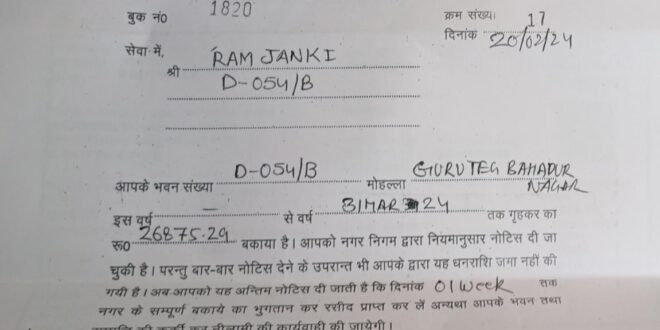 बुक नं0 1820 क्रम संख्या 17
दिनांक 20/02/24
सेवा में,
श्री RAM JANKI
D-054/B
आपके भवन संख्या D-054/B मोहल्ला GURUTEG BAHADUR NAGAR
इस वर्ष – से वर्ष 31MAR 24 तक गृहकर का
रू0 26875.29 बकाया है। आपको नगर निगम द्वारा नियमानुसार नोटिस दी जा
चुकी है। परन्तु बार-बार नोटिस देने के उपरान्त भी आपके द्वारा यह धनराशि जमा नहीं की
गयी है। अब आपको यह अन्तिम नोटिस दी जाती है कि दिनांक 01 Week तक
नगर के सम्पूर्ण बकाये का भुगतान कर रसीद प्राप्त कर लें अन्यथा आपके भवन तथा
की कुर्की कर नीलामी की कार्यवाही की जायेगी।